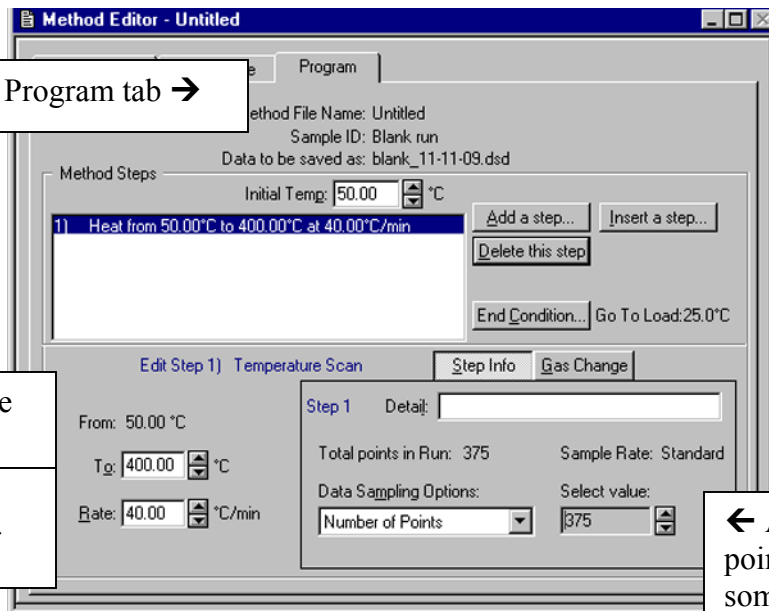 Method Editor - Untitled
Program
Program tab →
Method File Name: Untitled
Sample ID: Blank run
Data to be saved as: blank_11-11-09.dsd
Method Steps
Initial Temp: 50.00 °C
1) Heat from 50.00°C to 400.00°C at 40.00°C/min
Add a step... Insert a step...
Delete this step
End Condition... Go To Load:25.0°C
Edit Step 1) Temperature Scan
Step Info Gas Change
From: 50.00 °C
To: 400.00 °C
Rate: 40.00 °C/min
Step 1 Detail:
Total points in Run: 375 Sample Rate: Standard
Data Sampling Options: Select value:
Number of Points 375
←